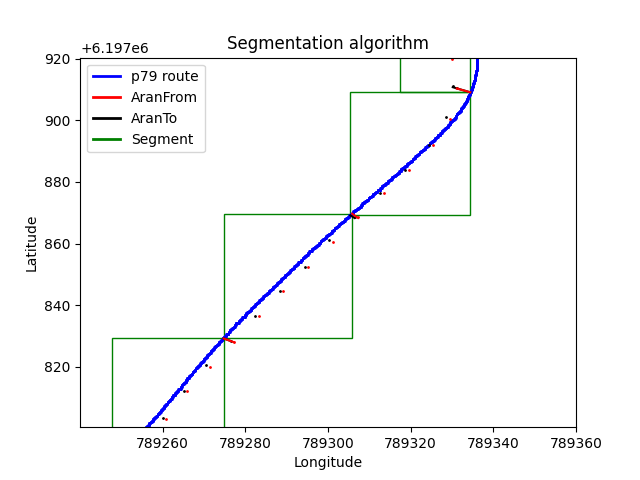 Segmentation algorithm
+6.197e6
920
900
880
860
840
820
Latitude
p79 route
AranFrom
AranTo
Segment
789260 789280 789300 789320 789340 789360
Longitude